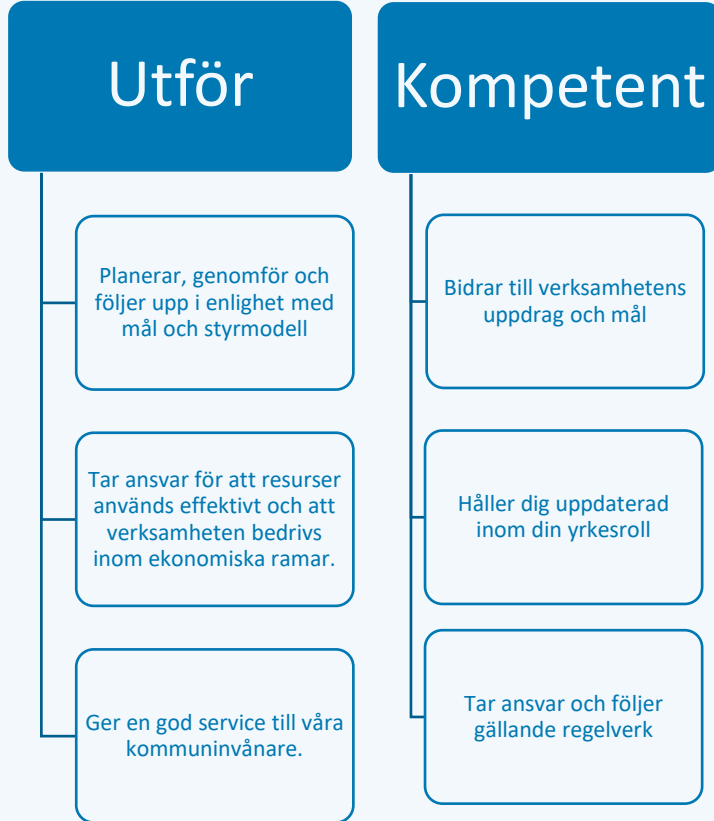 Utför
Planerar, genomför och
följer upp i enlighet med
mål och styrmodell
Tar ansvar för att resurser
används effektivt och att
verksamheten bedrivs
inom ekonomiska ramar.
Ger en god service till våra
kommuninvånare.
Kompetent
Bidrar till verksamhetens
uppdrag och mål
Håller dig uppdaterad
inom din yrkesroll
Tar ansvar och följer
gällande regelverk